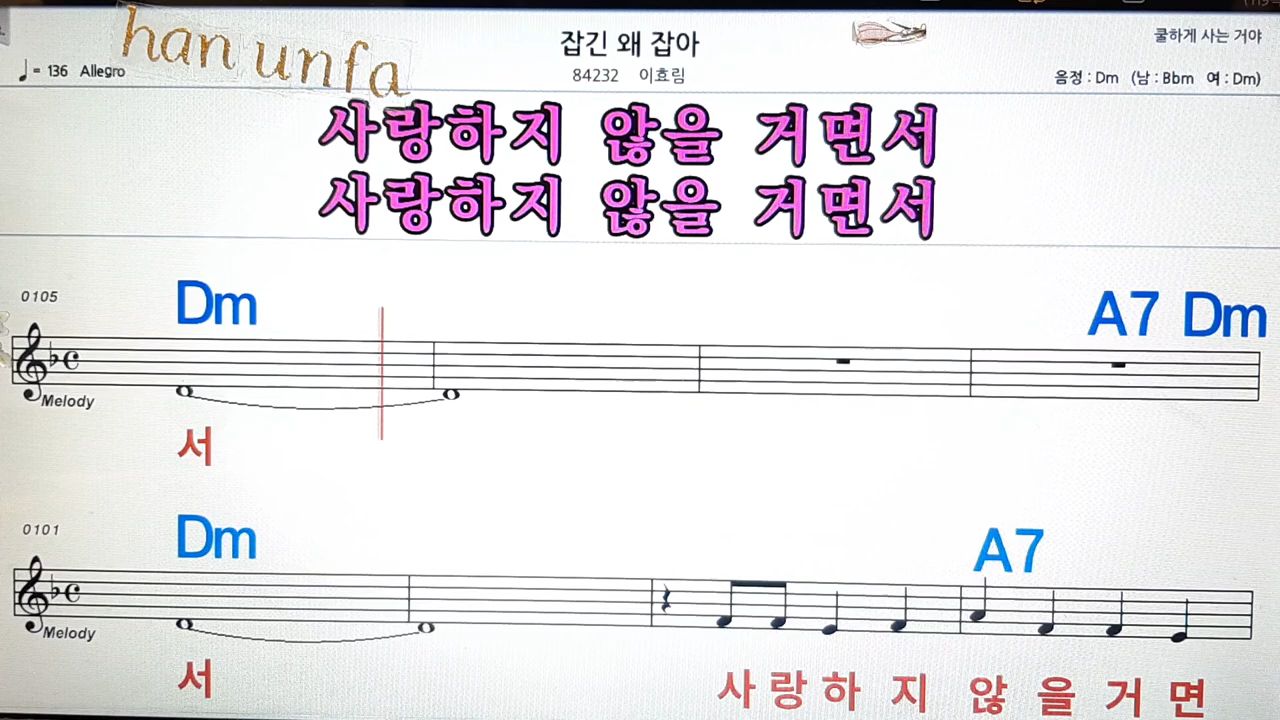 han unfa
잡긴 왜 잡아
쿨하게 사는 거야
♩= 136 Allegro
84232 이효림
음정 : Dm (남 : Bbm 여 : Dm)
사랑하지 않을 거면서
사랑하지 않을 거면서
0105
Dm
A7 Dm
Melody
서
0101
Dm
A7
Melody
서
사랑하 지 않 을 거 면